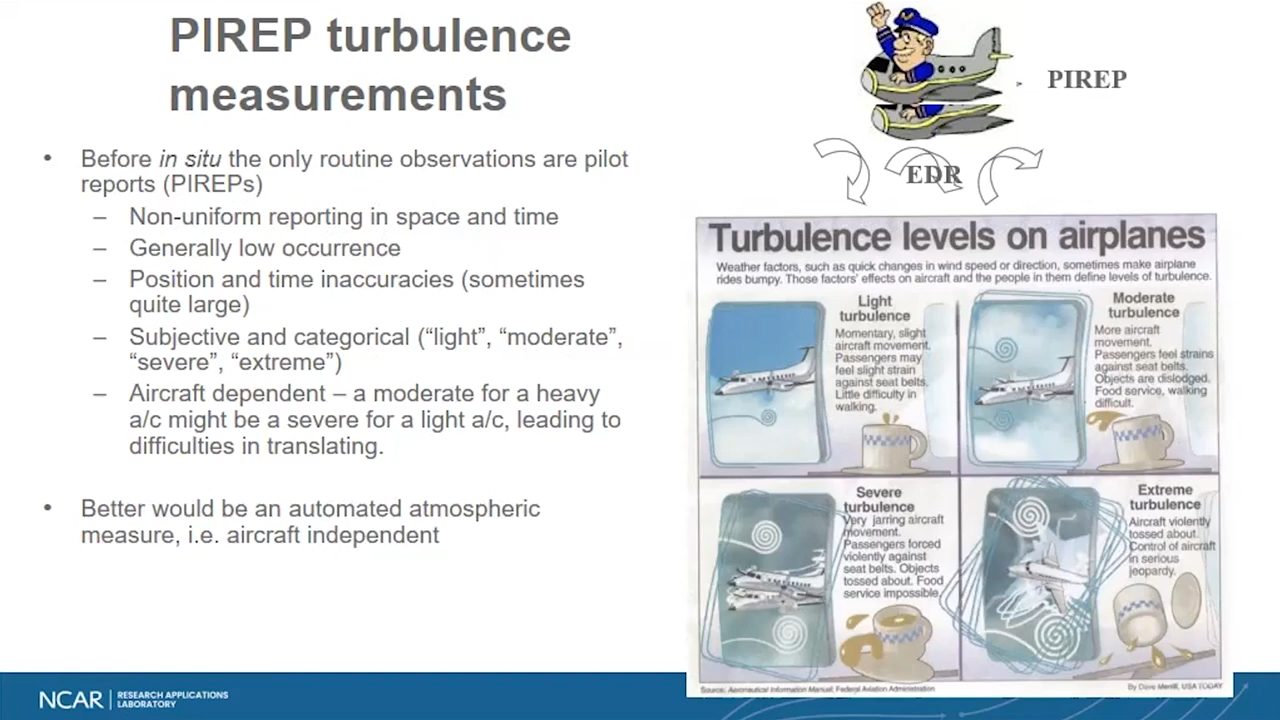 PIREP turbulence
measurements
• Before in situ the only routine observations are pilot
reports (PIREPs)
– Non-uniform reporting in space and time
– Generally low occurrence
– Position and time inaccuracies (sometimes
quite large)
– Subjective and categorical (“light”, “moderate”,
“severe”, “extreme”)
– Aircraft dependent – a moderate for a heavy
a/c might be a severe for a light a/c, leading to
difficulties in translating.
• Better would be an automated atmospheric
measure, i.e. aircraft independent
PIREP
EDR
Turbulence levels on airplanes
Weather factors, such as quick changes in wind speed or direction, sometimes make airplane
rides bumpy. Those factors' effects on aircraft and the people in them define levels of turbulence.
Light
turbulence
Momentary, slight
aircraft movement.
Passengers may
feel slight strain
against seat belts.
Little difficulty in
walking.
Moderate
turbulence
More aircraft
movement.
Passengers feel strains
against seat belts.
Objects are dislodged.
Food service, walking
difficult.
Severe
turbulence
Very jarring aircraft
movement.
Passengers forced
violently against
seat belts. Objects
tossed about. Food
service impossible.
Extreme
turbulence
Aircraft violently
tossed about.
Control of aircraft
in serious
jeopardy.
Source: Aeronautical Information Manual; Federal Aviation Administration
By Dave Merrill, USA TODAY
NCAR
RESEARCH APPLICATIONS
LABORATORY